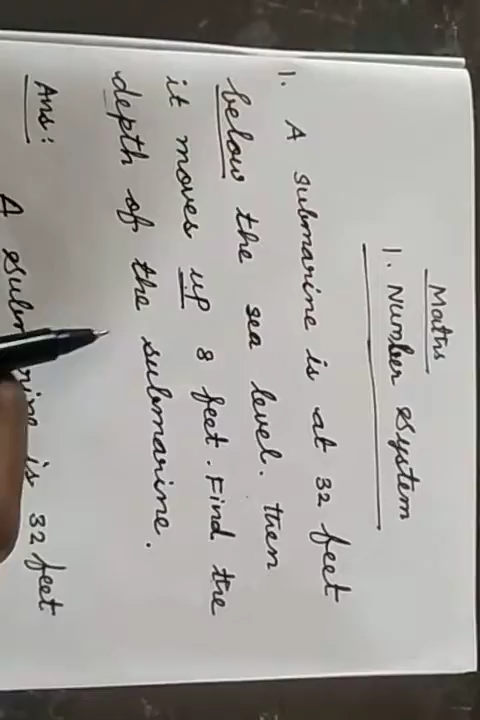 Maths
1. Number System
1. A submarine is at 32 feet
below the sea level. then
it moves up 8 feet. Find the
depth of the submarine.
Ans: A submarine is 32 feet